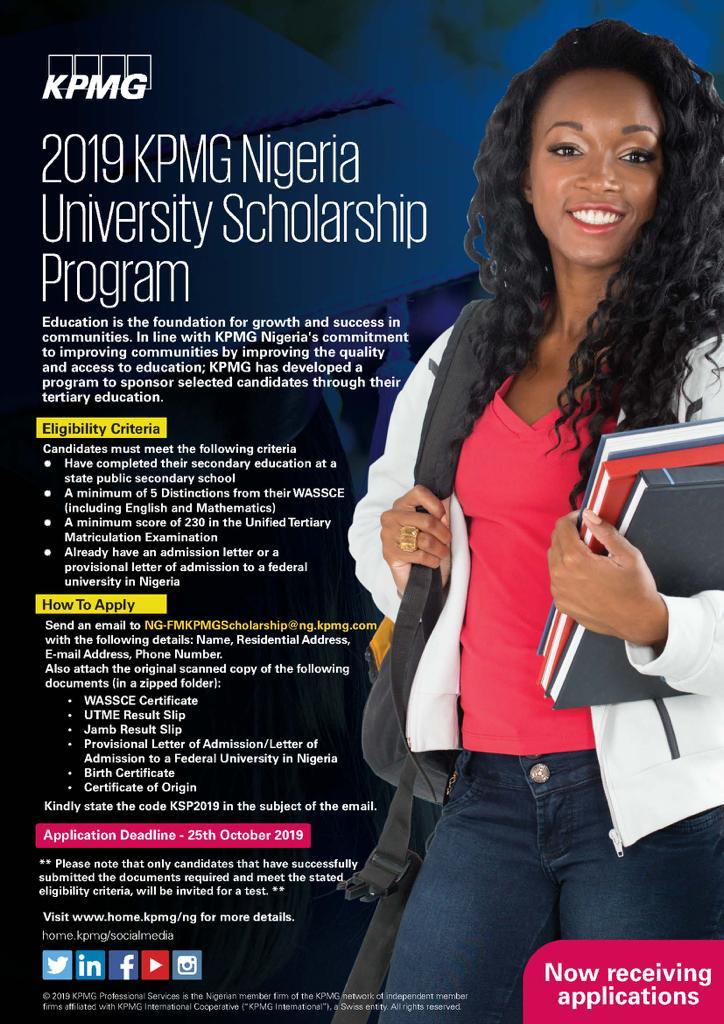 KPMG
2019 KPMG Nigeria
University Scholarship
Program
Education is the foundation for growth and success in
communities. In line with KPMG Nigeria's commitment
to improving communities by improving the quality
and access to education; KPMG has developed a
program to sponsor selected candidates through their
tertiary education.
Eligibility Criteria
Candidates must meet the following criteria
Have completed their secondary education at a
state public secondary school
A minimum of 5 Distinctions from their WASSCE
(including English and Mathematics)
A minimum score of 230 in the Unified Tertiary
Matriculation Examination
Already have an admission letter or a
provisional letter of admission to a federal
university in Nigeria
How To Apply
Send an email to NG-FMKPMGScholarship@ng.kpmg.com
with the following details: Name, Residential Address,
E-mail Address, Phone Number.
Also attach the original scanned copy of the following
documents (in a zipped folder):
• WASSCE Certificate
• UTME Result Slip
• Jamb Result Slip
• Provisional Letter of Admission/Letter of
Admission to a Federal University in Nigeria
• Birth Certificate
• Certificate of Origin
Kindly state the code KSP2019 in the subject of the email.
Application Deadline - 25th October 2019
** Please note that only candidates that have successfully
submitted the documents required and meet the stated
eligibility criteria, will be invited for a test. **
Visit www.home.kpmg/ng for more details.
home.kpmg/socialmedia
© 2019 KPMG Professional Services is the Nigerian member firm of the KPMG network of independent member
firms affiliated with KPMG International Cooperative ("KPMG International"), a Swiss entity. All rights reserved.
Now receiving
applications